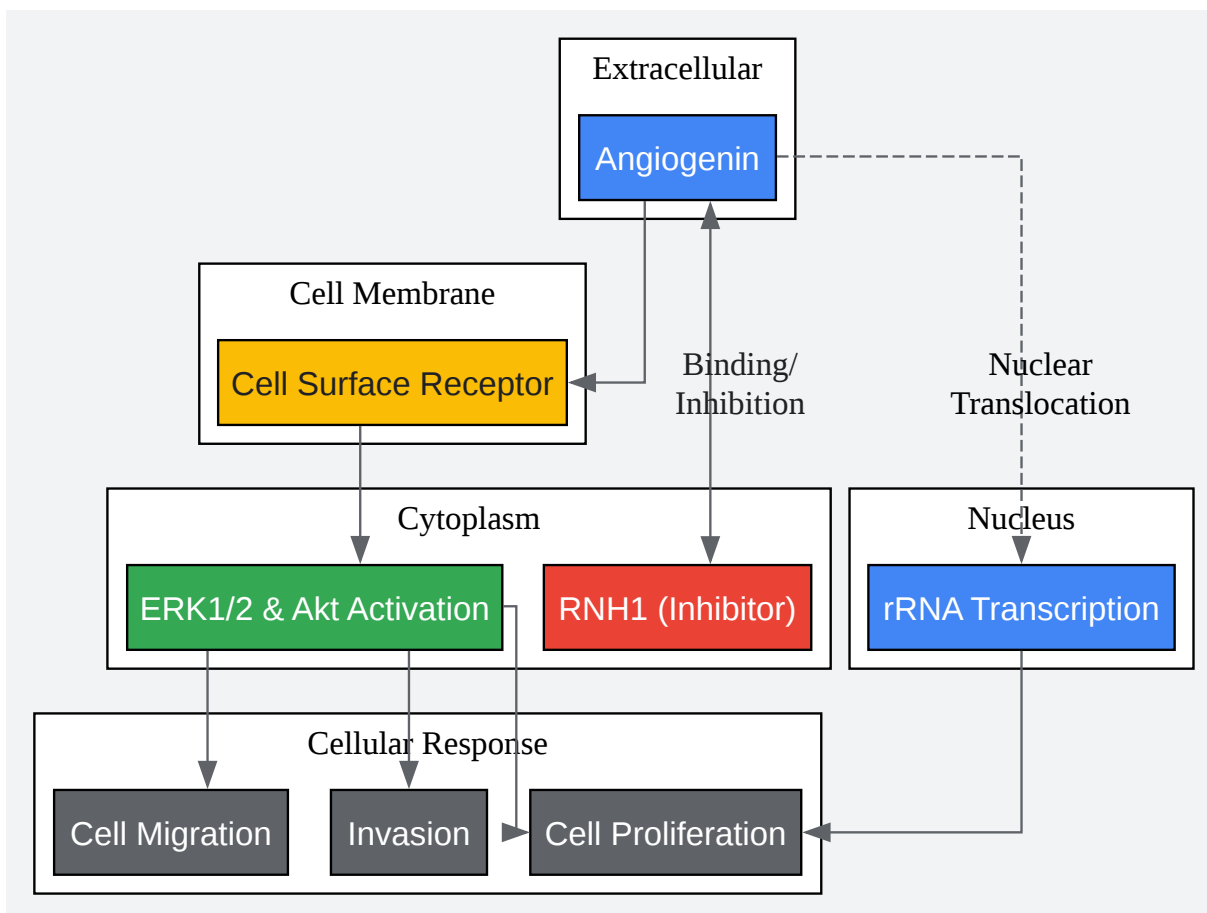 Extracellular
Angiogenin
Cell Membrane
Cell Surface Receptor
Binding/
Inhibition
Nuclear
Translocation
Cytoplasm
Nucleus
ERK1/2 & Akt Activation
RNH1 (Inhibitor)
rRNA Transcription
Cellular Response
Cell Migration
Invasion
Cell Proliferation